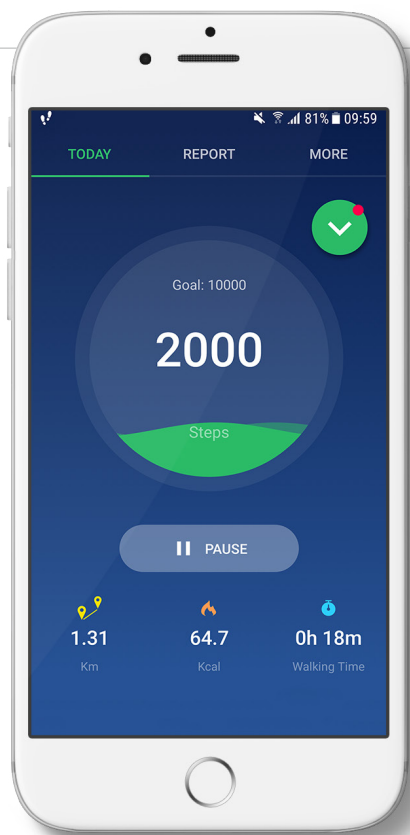 81% 09:59
TODAY REPORT MORE
Goal: 10000
2000
Steps
PAUSE
1.31 64.7 0h 18m
Km Kcal Walking Time